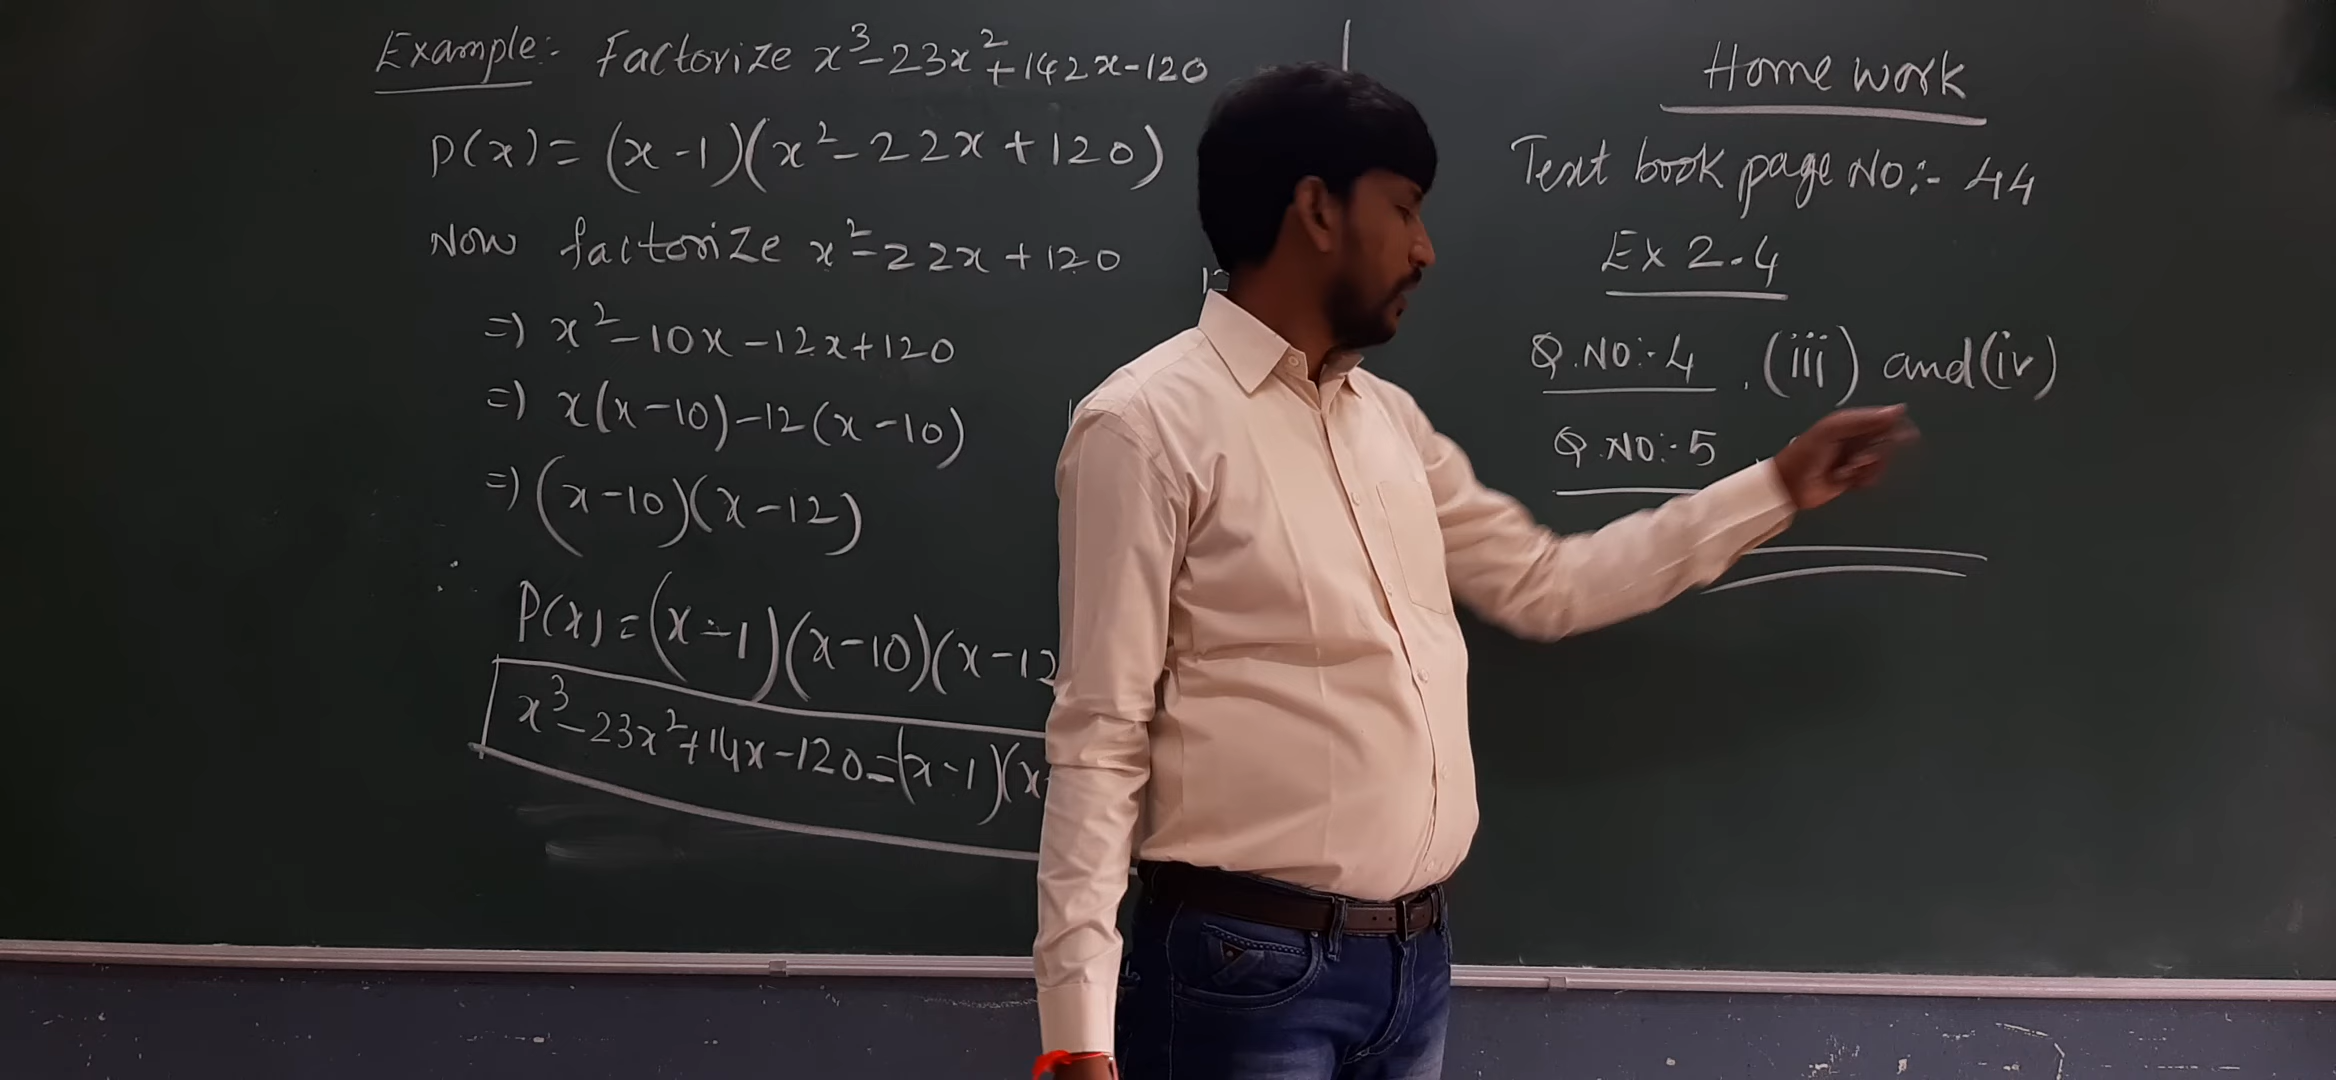 Example:- Factorize x³-23x²+142x-120
P(x)= (x-1)(x²-22x+120)
Now factorize x²-22x+120
=) x²-10x-12x+120
=) x(x-10)-12(x-10)
=) (x-10)(x-12)
P(x)=(x-1)(x-10)(x-12
x³-23x²+14x-120=(x-1)(x-
Home work
Text book page NO:- 44
Ex 2.4
Q.NO:-4 . (iii) and (iv)
Q.NO:-5 .